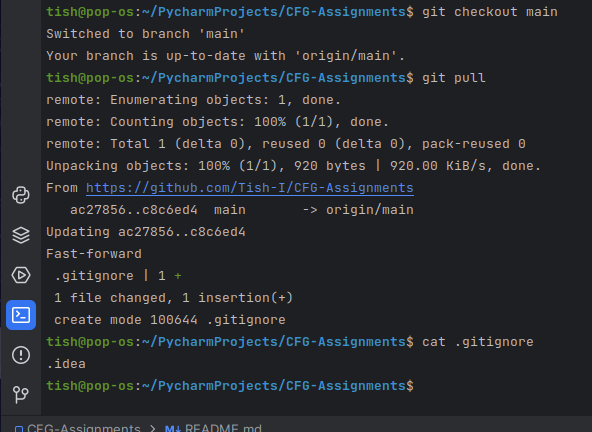 tish@pop-os:~/PycharmProjects/CFG-Assignments$ git checkout main
Switched to branch 'main'
Your branch is up-to-date with 'origin/main'.
tish@pop-os:~/PycharmProjects/CFG-Assignments$ git pull
remote: Enumerating objects: 1, done.
remote: Counting objects: 100% (1/1), done.
remote: Total 1 (delta 0), reused 0 (delta 0), pack-reused 0
Unpacking objects: 100% (1/1), 920 bytes | 920.00 KiB/s, done.
From https://github.com/Tish-I/CFG-Assignments
   ac27856..c8c6ed4  main       -> origin/main
Updating ac27856..c8c6ed4
Fast-forward
 .gitignore | 1 +
 1 file changed, 1 insertion(+)
 create mode 100644 .gitignore
tish@pop-os:~/PycharmProjects/CFG-Assignments$ cat .gitignore
.idea
tish@pop-os:~/PycharmProjects/CFG-Assignments$
CFG-Assignments > M↓ README.md